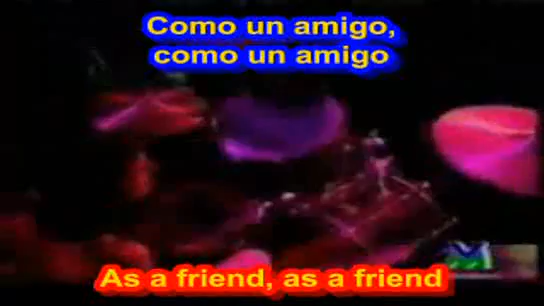 Como un amigo,
como un amigo
As a friend, as a friend